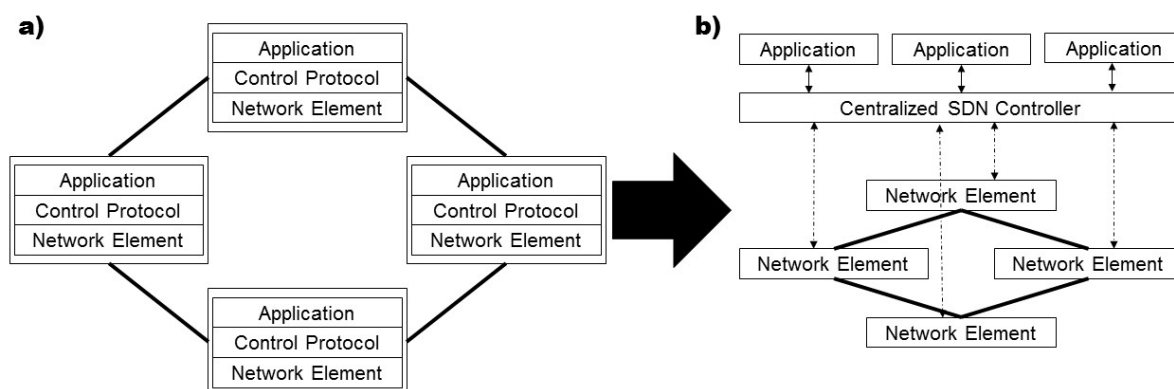 a)
Application
Control Protocol
Network Element
Application
Control Protocol
Network Element
Application
Control Protocol
Network Element
Application
Control Protocol
Network Element
b)
Application
Application
Application
Centralized SDN Controller
Network Element
Network Element
Network Element
Network Element